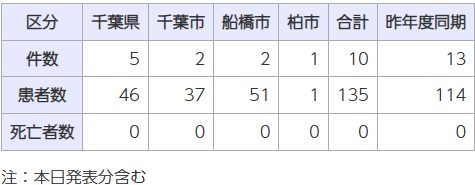 区分 千葉県 千葉市 船橋市 柏市 合計 昨年度同期
件数 5 2 2 1 10 13
患者数 46 37 51 1 135 114
死亡者数 0 0 0 0 0 0
注：本日発表分含む